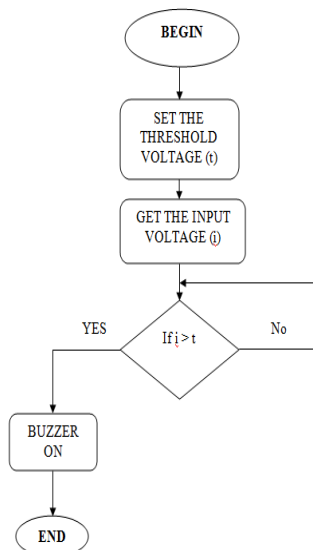 BEGIN
SET THE
THRESHOLD
VOLTAGE (t)
GET THE INPUT
VOLTAGE (i)
YES
If i > t
No
BUZZER
ON
END